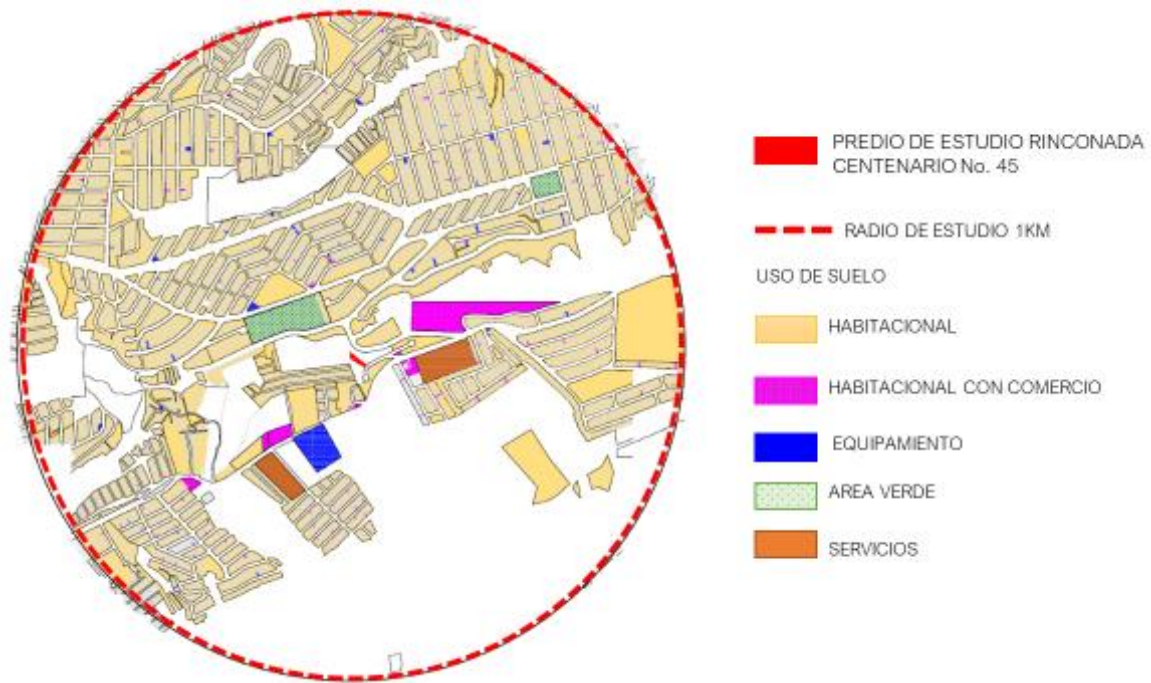 PREDIO DE ESTUDIO RINCONADA
CENTENARIO No. 45
RADIO DE ESTUDIO 1KM
USO DE SUELO
HABITACIONAL
HABITACIONAL CON COMERCIO
EQUIPAMIENTO
AREA VERDE
SERVICIOS